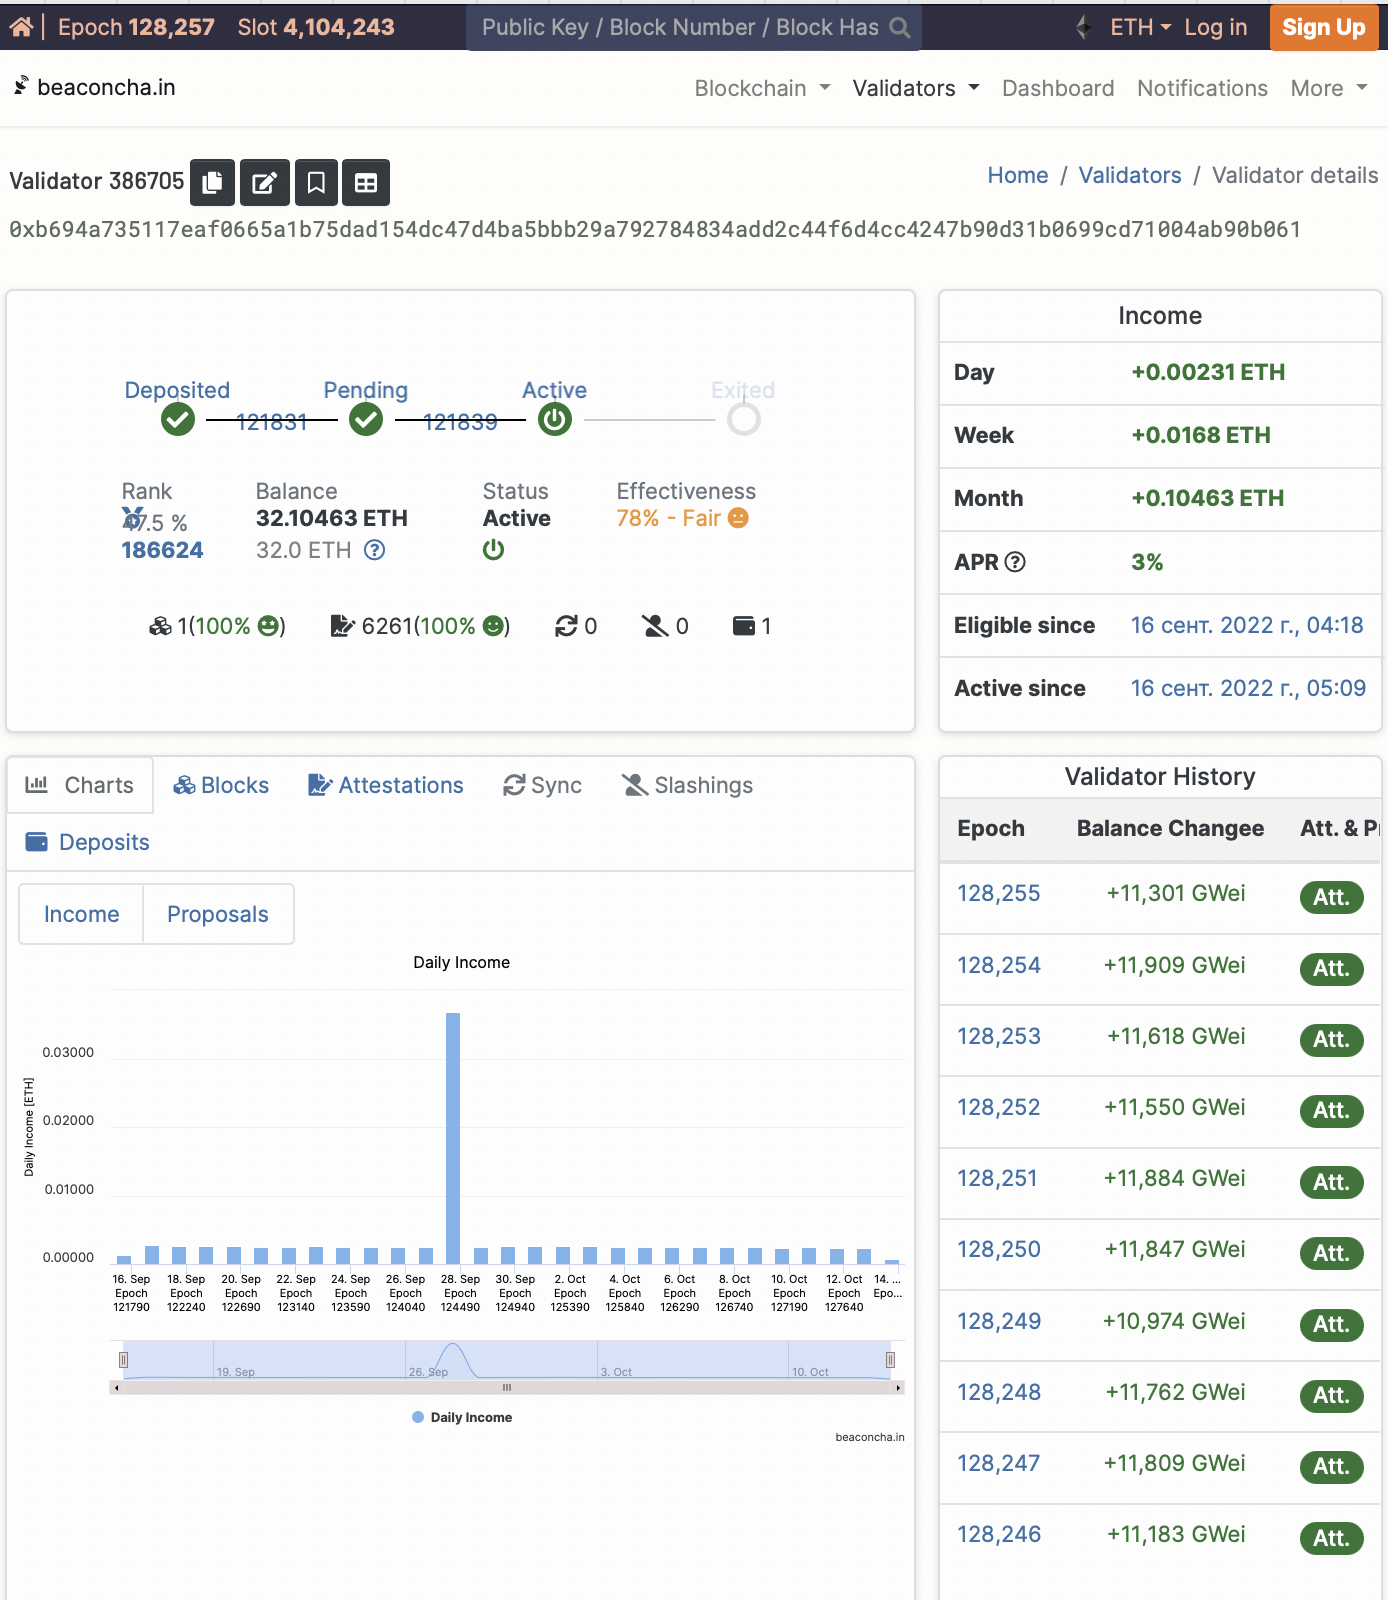 Epoch 128,257 Slot 4,104,243 Public Key / Block Number / Block Has ETH Log in Sign Up
beaconcha.in Blockchain Validators Dashboard Notifications More
Validator 386705 Home / Validators / Validator details
0xb694a735117eaf0665a1b75dad154dc47d4ba5bbb29a792784834add2c44f6d4cc4247b90d31b0699cd71004ab90b061
Deposited Pending Active Exited
121831 121839
Rank Balance Status Effectiveness
47.5 % 32.10463 ETH Active 78% - Fair
186624 32.0 ETH
1(100% ) 6261(100% ) 0 0 1
Income
Day +0.00231 ETH
Week +0.0168 ETH
Month +0.10463 ETH
APR 3%
Eligible since 16 сент. 2022 г., 04:18
Active since 16 сент. 2022 г., 05:09
Charts Blocks Attestations Sync Slashings
Deposits
Income Proposals
Daily Income
Daily Income [ETH]
0.03000
0.02000
0.01000
0.00000
16. Sep 18. Sep 20. Sep 22. Sep 24. Sep 26. Sep 28. Sep 30. Sep 2. Oct 4. Oct 6. Oct 8. Oct 10. Oct 12. Oct 14. ...
Epoch Epoch Epoch Epoch Epoch Epoch Epoch Epoch Epoch Epoch Epoch Epoch Epoch Epoch Epo...
121790 122240 122690 123140 123590 124040 124490 124940 125390 125840 126290 126740 127190 127640
19. Sep 26. Sep 3. Oct 10. Oct
Daily Income
beaconcha.in
Validator History
Epoch Balance Changee Att. & P
128,255 +11,301 GWei Att.
128,254 +11,909 GWei Att.
128,253 +11,618 GWei Att.
128,252 +11,550 GWei Att.
128,251 +11,884 GWei Att.
128,250 +11,847 GWei Att.
128,249 +10,974 GWei Att.
128,248 +11,762 GWei Att.
128,247 +11,809 GWei Att.
128,246 +11,183 GWei Att.